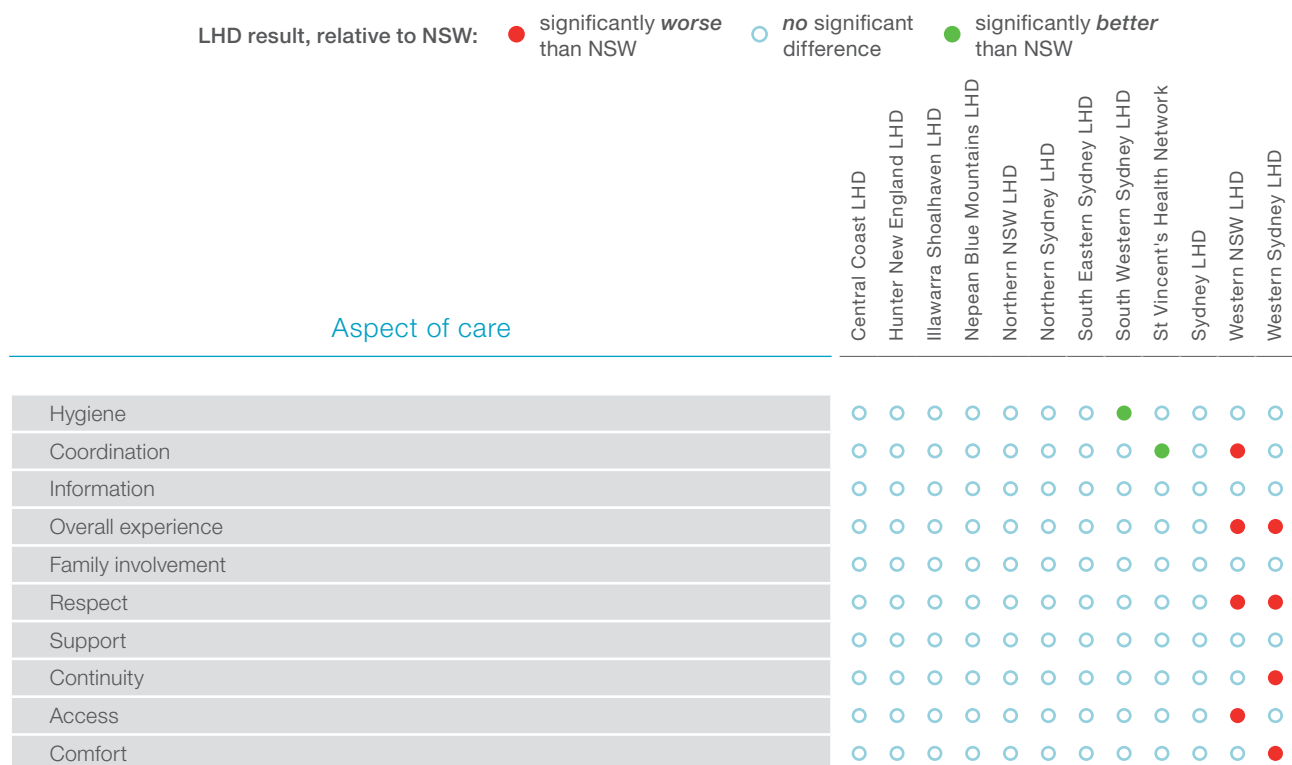 LHD result, relative to NSW:
significantly worse
than NSW
no significant
difference
significantly better
than NSW
Central Coast LHD
Hunter New England LHD
Illawarra Shoalhaven LHD
Nepean Blue Mountains LHD
Northern NSW LHD
Northern Sydney LHD
South Eastern Sydney LHD
South Western Sydney LHD
St Vincent's Health Network
Sydney LHD
Western NSW LHD
Western Sydney LHD
Aspect of care
Hygiene
Coordination
Information
Overall experience
Family involvement
Respect
Support
Continuity
Access
Comfort